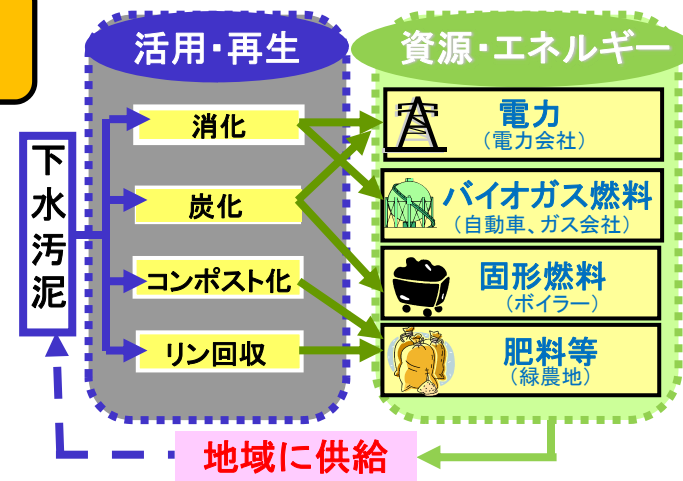 活用・再生
資源・エネルギー
下水汚泥
消化
炭化
コンポスト化
リン回収
電力
（電力会社）
バイオガス燃料
（自動車、ガス会社）
固形燃料
（ボイラー）
肥料等
（緑農地）
地域に供給